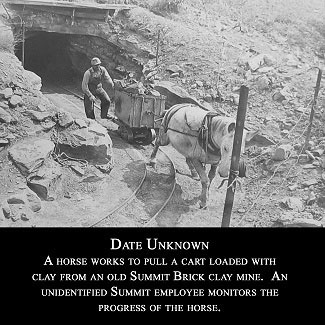 Date Unknown
A horse works to pull a cart loaded with
clay from an old Summit Brick clay mine. An
unidentified Summit employee monitors the
progress of the horse.